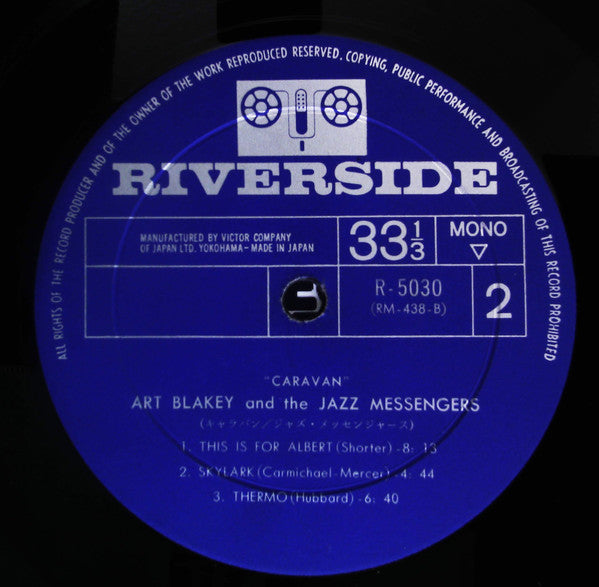 ALL RIGHTS OF THE RECORD PRODUCER AND OF THE OWNER OF THE WORK REPRODUCED RESERVED. COPYING, PUBLIC PERFORMANCE AND BROADCASTING OF THIS RECORD PROHIBITED
RIVERSIDE
MANUFACTURED BY VICTOR COMPANY
OF JAPAN LTD. YOKOHAMA-MADE IN JAPAN
33 1/3
MONO
▽
R-5030
(RM-438-B)
2
"CARAVAN"
ART BLAKEY and the JAZZ MESSENGERS
(キャラバン/ジャズ・メッセンジャーズ)
1. THIS IS FOR ALBERT (Shorter)-8: 13
2. SKYLARK (Carmichael-Mercer)-4: 44
3. THERMO (Hubbard)-6: 40